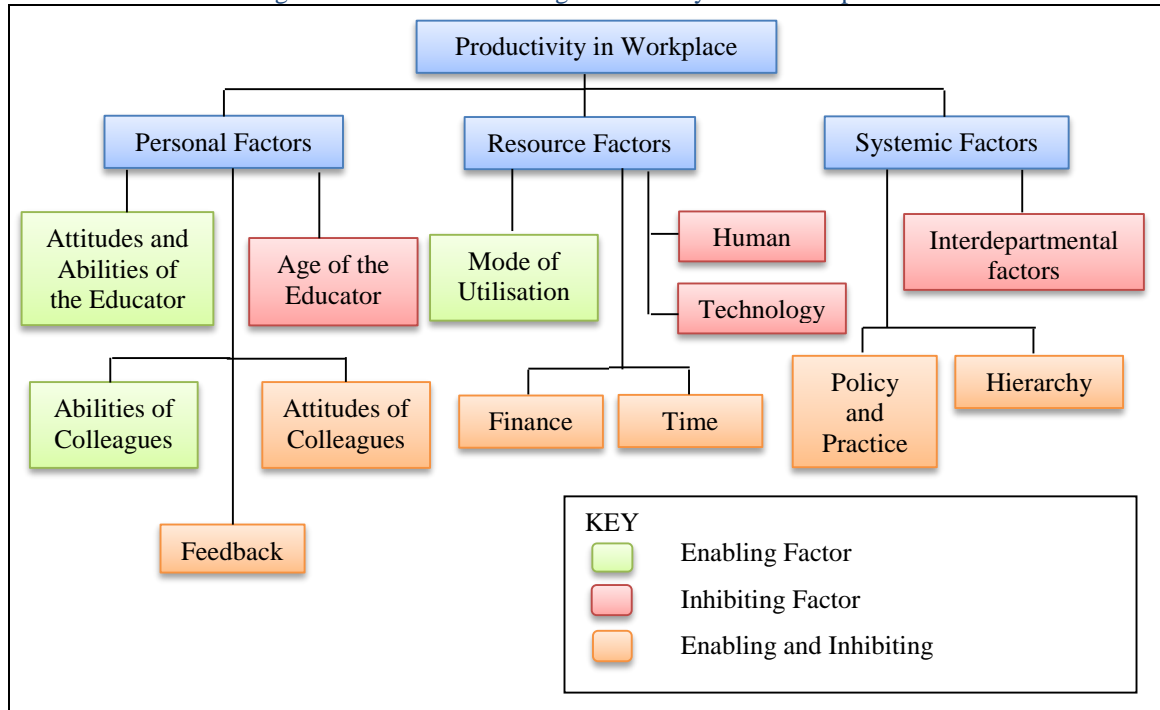 Productivity in Workplace
Personal Factors
Resource Factors
Systemic Factors
Attitudes and
Abilities of
the Educator
Age of the
Educator
Mode of
Utilisation
Human
Technology
Interdepartmental
factors
Abilities of
Colleagues
Attitudes of
Colleagues
Finance
Time
Policy
and
Practice
Hierarchy
Feedback
KEY
Enabling Factor
Inhibiting Factor
Enabling and Inhibiting